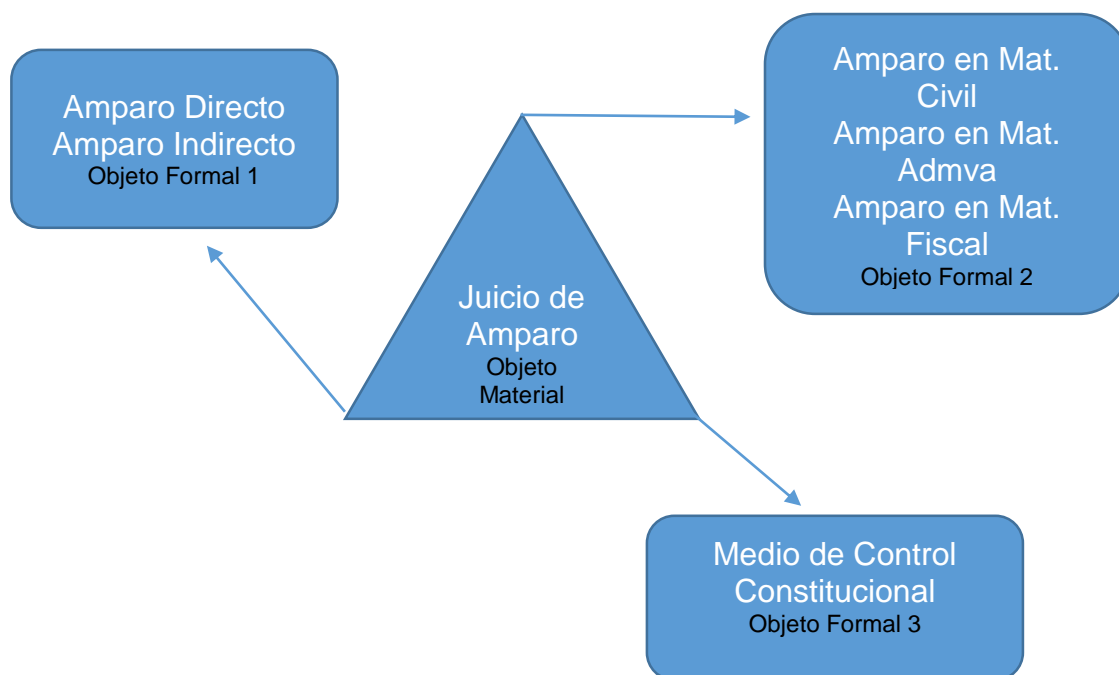 Amparo Directo
Amparo Indirecto
Objeto Formal 1
Amparo en Mat.
Civil
Amparo en Mat.
Admva
Amparo en Mat.
Fiscal
Objeto Formal 2
Juicio de
Amparo
Objeto
Material
Medio de Control
Constitucional
Objeto Formal 3